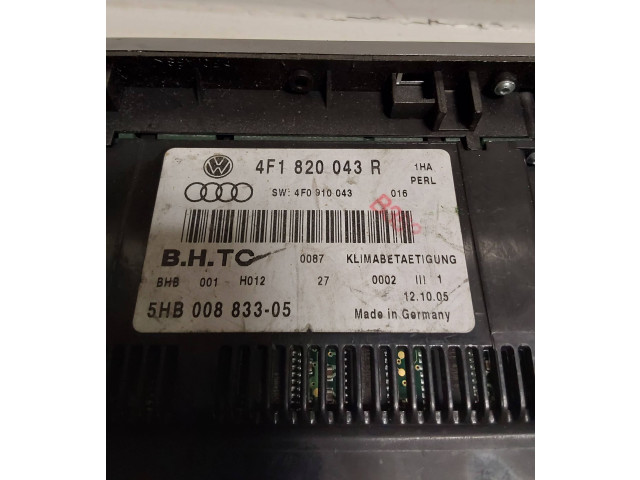 VW 4F1 820 043 R 1HA
PERL
SW: 4F0 910 043 016
B.H.TC 0087 KLIMABETAETIGUNG
BHB 001 H012 27 0002 III 1
12.10.05
5HB 008 833-05 Made in Germany